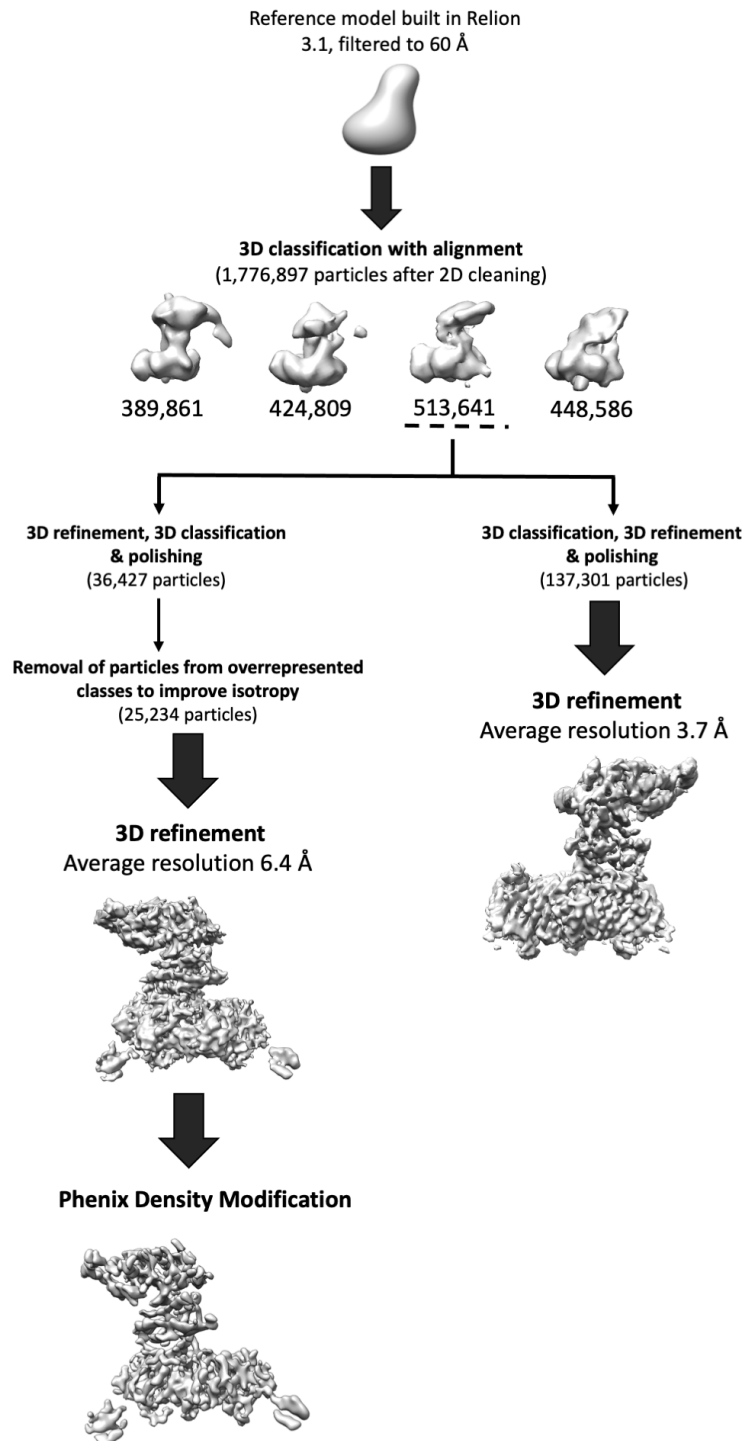 Reference model built in Relion
3.1, filtered to 60 Å
3D classification with alignment
(1,776,897 particles after 2D cleaning)
389,861
424,809
513,641
448,586
3D refinement, 3D classification
& polishing
(36,427 particles)
Removal of particles from overrepresented
classes to improve isotropy
(25,234 particles)
3D refinement
Average resolution 6.4 Å
Phenix Density Modification
3D classification, 3D refinement
& polishing
(137,301 particles)
3D refinement
Average resolution 3.7 Å